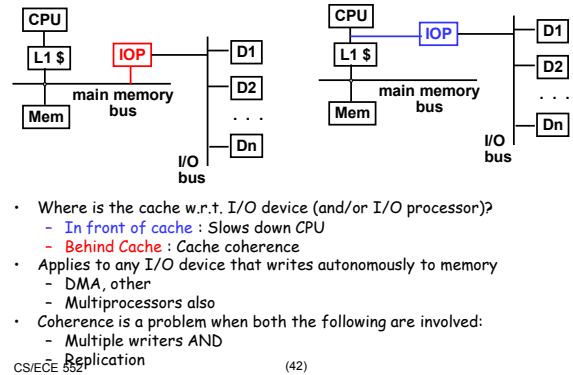 CPU
L1 $
IOP
D1
D2
. . .
Dn
main memory
bus
Mem
I/O
bus
CPU
L1 $
IOP
D1
D2
. . .
Dn
main memory
bus
Mem
I/O
bus
• Where is the cache w.r.t. I/O device (and/or I/O processor)?
– In front of cache : Slows down CPU
– Behind Cache : Cache coherence
• Applies to any I/O device that writes autonomously to memory
– DMA, other
– Multiprocessors also
• Coherence is a problem when both the following are involved:
– Multiple writers AND
– Replication
CS/ECE 552
(42)